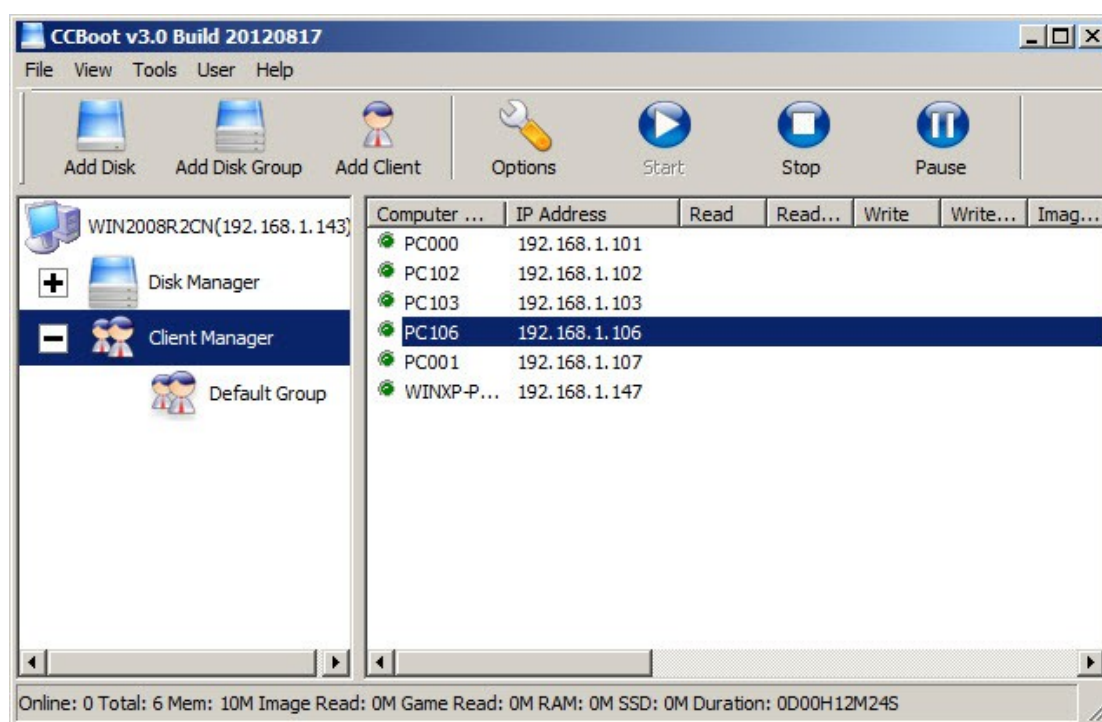 CCBoot v3.0 Build 20120817
File View Tools User Help
Add Disk Add Disk Group Add Client Options Start Stop Pause
WIN2008R2CN(192.168.1.143)
Disk Manager
Client Manager
Default Group
Computer ... IP Address Read Read... Write Write... Imag...
PC000 192.168.1.101
PC102 192.168.1.102
PC103 192.168.1.103
PC106 192.168.1.106
PC001 192.168.1.107
WINXP-P... 192.168.1.147
Online: 0 Total: 6 Mem: 10M Image Read: 0M Game Read: 0M RAM: 0M SSD: 0M Duration: 0D00H12M24S